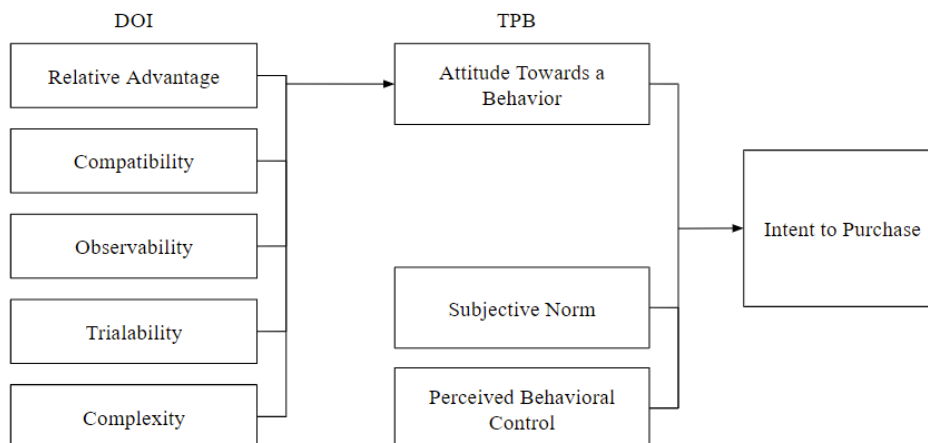 DOI
TPB
Relative Advantage
Compatibility
Observability
Trialability
Complexity
Attitude Towards a
Behavior
Subjective Norm
Perceived Behavioral
Control
Intent to Purchase